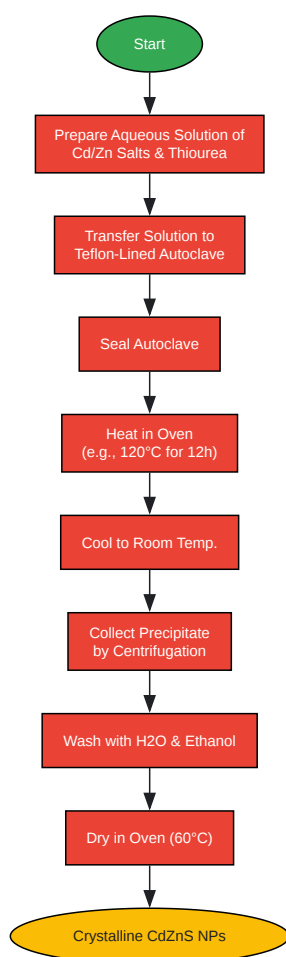 Start
Prepare Aqueous Solution of
Cd/Zn Salts & Thiourea
Transfer Solution to
Teflon-Lined Autoclave
Seal Autoclave
Heat in Oven
(e.g., 120°C for 12h)
Cool to Room Temp.
Collect Precipitate
by Centrifugation
Wash with H2O & Ethanol
Dry in Oven (60°C)
Crystalline CdZnS NPs